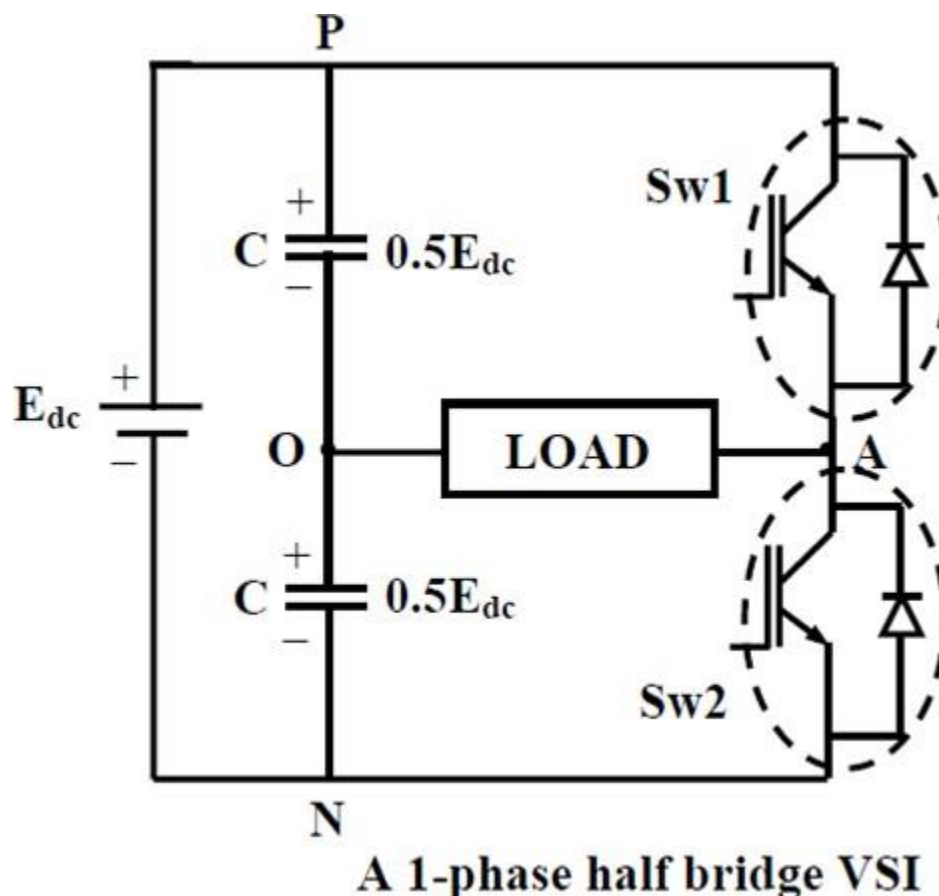 P
Sw1
+
C 0.5Edc
−
+
Edc
−
O LOAD A
+
C 0.5Edc
−
Sw2
N
A 1-phase half bridge VSI